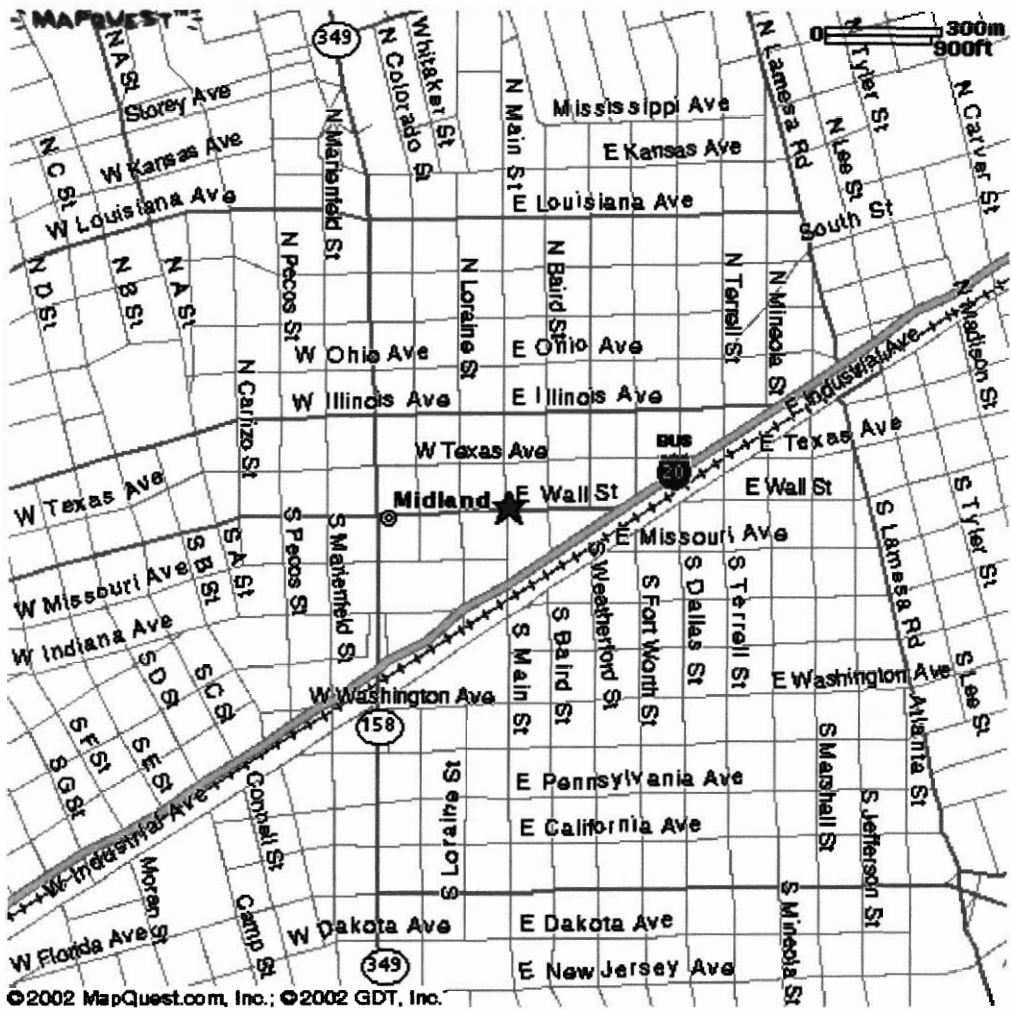 MAPQUEST
0 300m
900ft
349
N A St
Storey Ave
N Colorado St
Whitaker St
N Main St
Mississippi Ave
N Lamesa Rd
N Tyler St
N Lee St
N Carver St
N C St
W Kansas Ave
N Marienfeld St
E Kansas Ave
W Louisiana Ave
E Louisiana Ave
South St
N D St
N B St
N A St
N Pecos St
N Loraine St
N Baird St
N Terrell St
N Mineola St
N Madison St
W Ohio Ave
E Ohio Ave
E Industrial Ave
N Carrizo St
W Illinois Ave
E Illinois Ave
W Texas Ave
BUS
20
E Texas Ave
W Texas Ave
Midland
E Wall St
E Wall St
S Tyler St
S Lamesa Rd
E Missouri Ave
W Missouri Ave
S B St
S A St
S Pecos St
S Marienfeld St
S Weatherford St
S Fort Worth St
S Dallas St
S Terrell St
W Indiana Ave
S Main St
S Baird St
S D St
S C St
W Washington Ave
E Washington Ave
S Lee St
Atlanta St
158
S G St
S F St
S E St
S Marshall St
Connell St
S Loraine St
E Pennsylvania Ave
S Jefferson St
E California Ave
W Industrial Ave
Moran St
Camp St
W Florida Ave
W Dakota Ave
E Dakota Ave
S Mineola St
349
E New Jersey Ave
©2002 MapQuest.com, Inc.; ©2002 GDT, Inc.